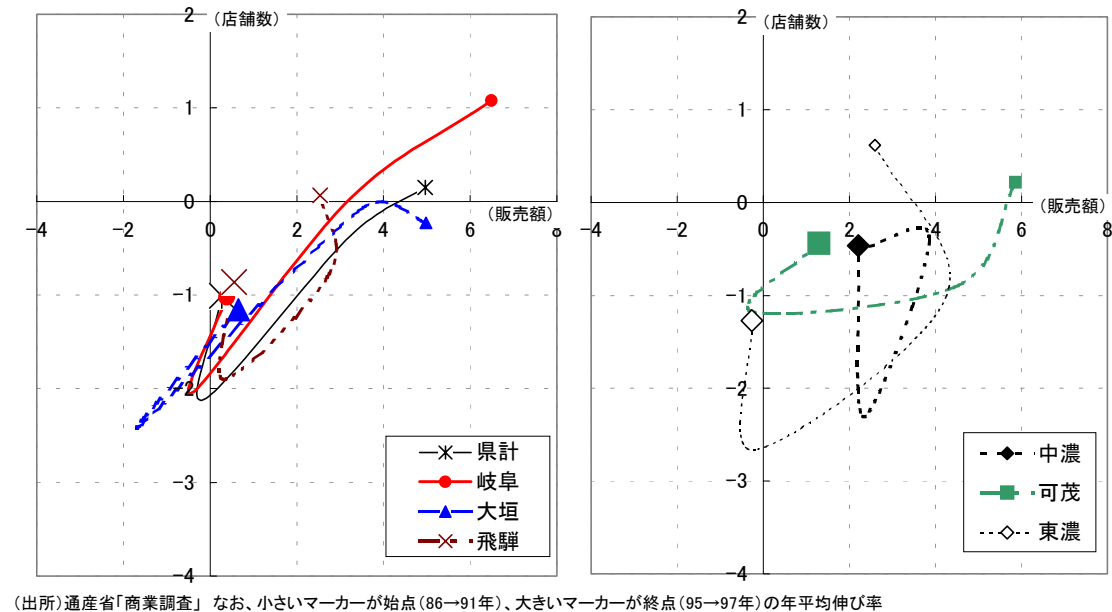 2
（店舗数）
1
0
（販売額）
−4 −2 0 2 4 6 8
−1
−2
−3
−4
県計
岐阜
大垣
飛騨
2
（店舗数）
1
0
（販売額）
−4 −2 0 2 4 6 8
−1
−2
−3
−4
中濃
可茂
東濃
（出所）通産省「商業調査」 なお、小さいマーカーが始点（86→91年）、大きいマーカーが終点（95→97年）の年平均伸び率